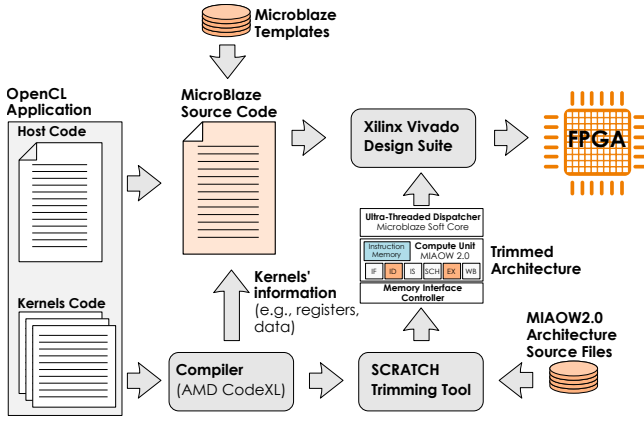 Microblaze
Templates
OpenCL
Application
Host Code
MicroBlaze
Source Code
Xilinx Vivado
Design Suite
FPGA
Ultra-Threaded Dispatcher
Microblaze Soft Core
Instruction
Memory
Compute Unit
MIAOW 2.0
IF ID IS SCH EX WB
Memory Interface
Controller
Trimmed
Architecture
Kernels'
information
(e.g., registers,
data)
Kernels Code
Compiler
(AMD CodeXL)
SCRATCH
Trimming Tool
MIAOW2.0
Architecture
Source Files